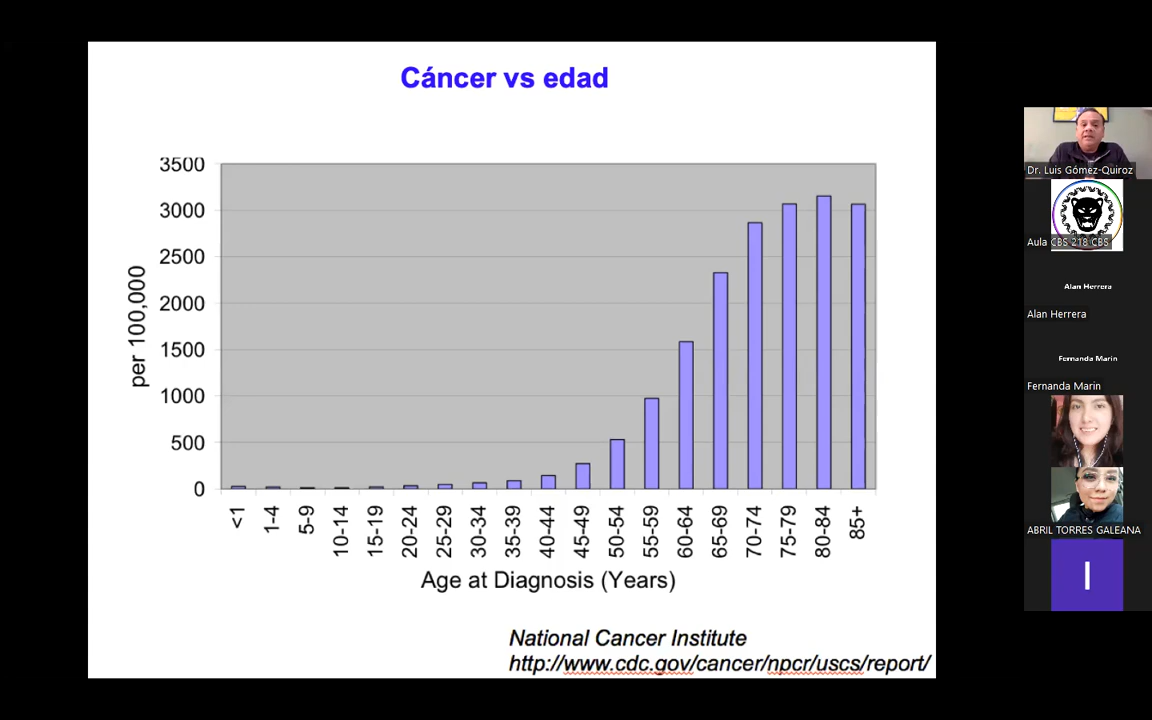 Cáncer vs edad
3500
3000
2500
2000
1500
1000
500
0
per 100,000
<1
1-4
5-9
10-14
15-19
20-24
25-29
30-34
35-39
40-44
45-49
50-54
55-59
60-64
65-69
70-74
75-79
80-84
85+
Age at Diagnosis (Years)
National Cancer Institute
http://www.cdc.gov/cancer/npcr/uscs/report/
Dr. Luis Gómez-Quiroz
Aula CBS 218 CBS
Alan Herrera
Alan Herrera
Fernanda Marin
Fernanda Marin
ABRIL TORRES GALEANA
I